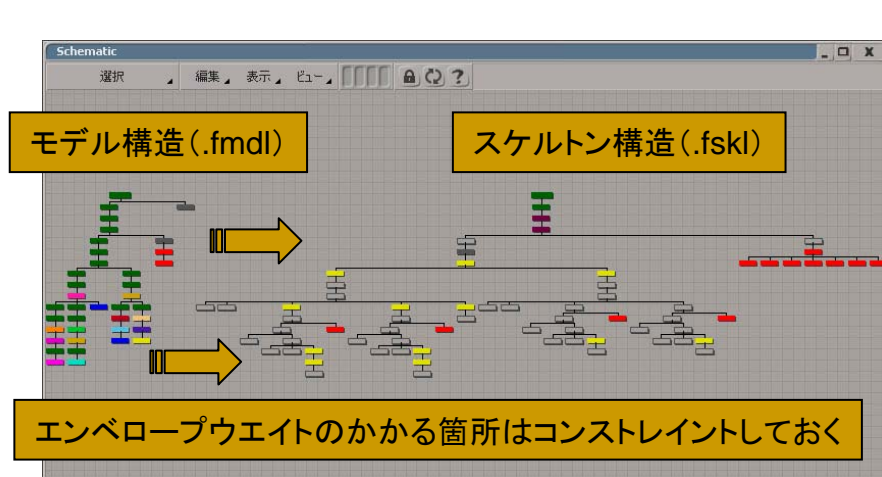 Schematic
選択 編集 表示 ビュー
モデル構造(.fmdl)
スケルトン構造(.fskl)
エンベロープウエイトのかかる箇所はコンストレイントしておく